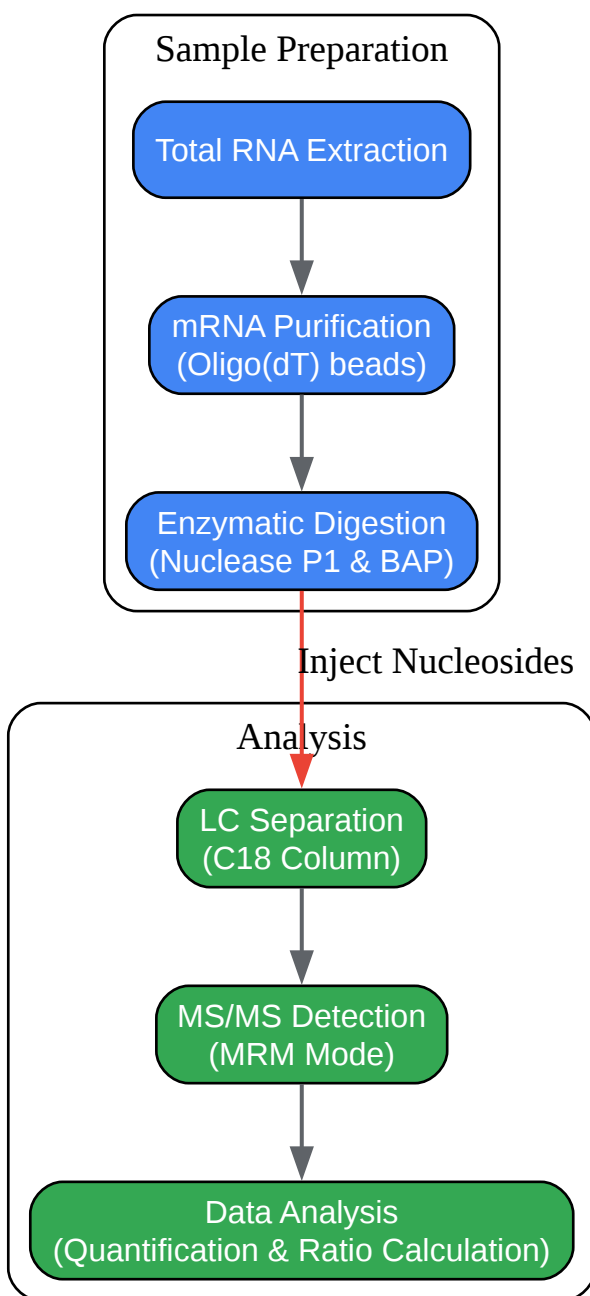 Sample Preparation
Total RNA Extraction
mRNA Purification
(Oligo(dT) beads)
Enzymatic Digestion
(Nuclease P1 & BAP)
Inject Nucleosides
Analysis
LC Separation
(C18 Column)
MS/MS Detection
(MRM Mode)
Data Analysis
(Quantification & Ratio Calculation)